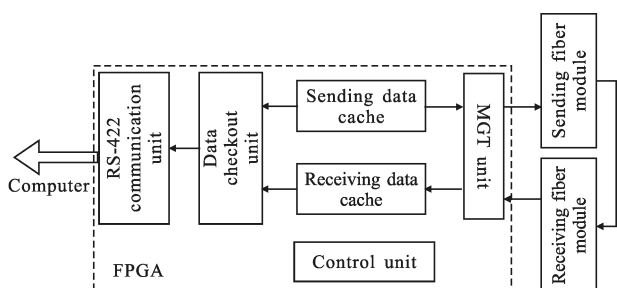 Computer
RS-422
communication
unit
Data
checkout
unit
Sending data
cache
Receiving data
cache
MGT unit
Sending fiber
module
Receiving fiber
module
Control unit
FPGA